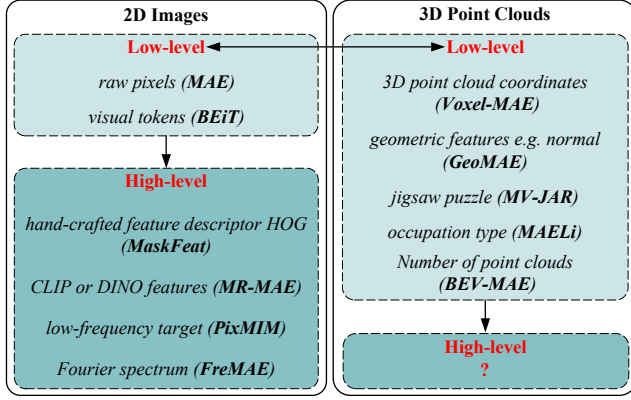 2D Images
Low-level
raw pixels (MAE)
visual tokens (BEiT)
High-level
hand-crafted feature descriptor HOG
(MaskFeat)
CLIP or DINO features (MR-MAE)
low-frequency target (PixMIM)
Fourier spectrum (FreMAE)
3D Point Clouds
Low-level
3D point cloud coordinates
(Voxel-MAE)
geometric features e.g. normal
(GeoMAE)
jigsaw puzzle (MV-JAR)
occupation type (MAELi)
Number of point clouds
(BEV-MAE)
High-level
?